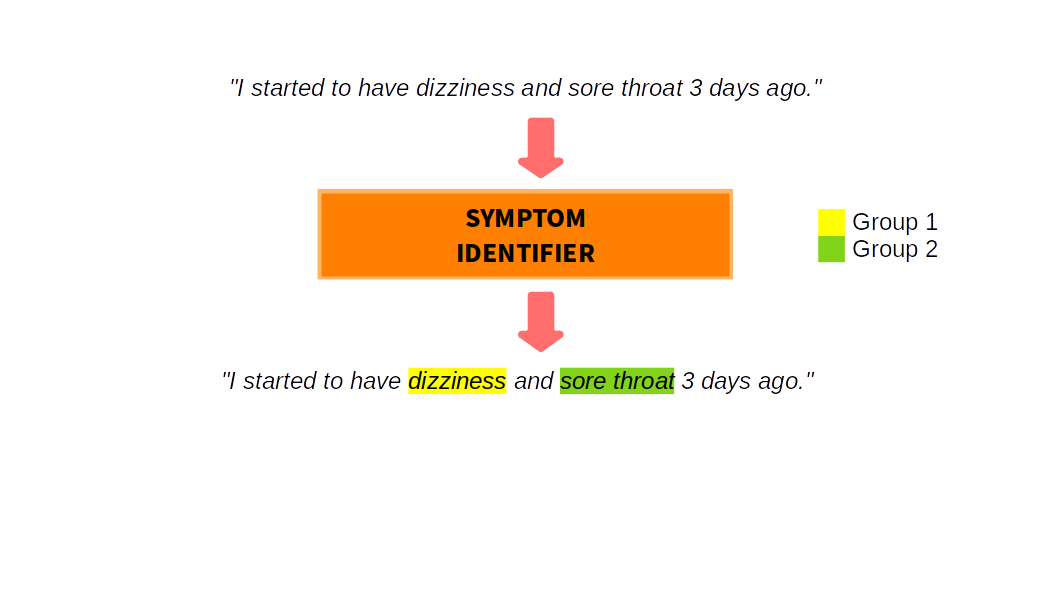 "I started to have dizziness and sore throat 3 days ago."
SYMPTOM
IDENTIFIER
Group 1
Group 2
"I started to have dizziness and sore throat 3 days ago."